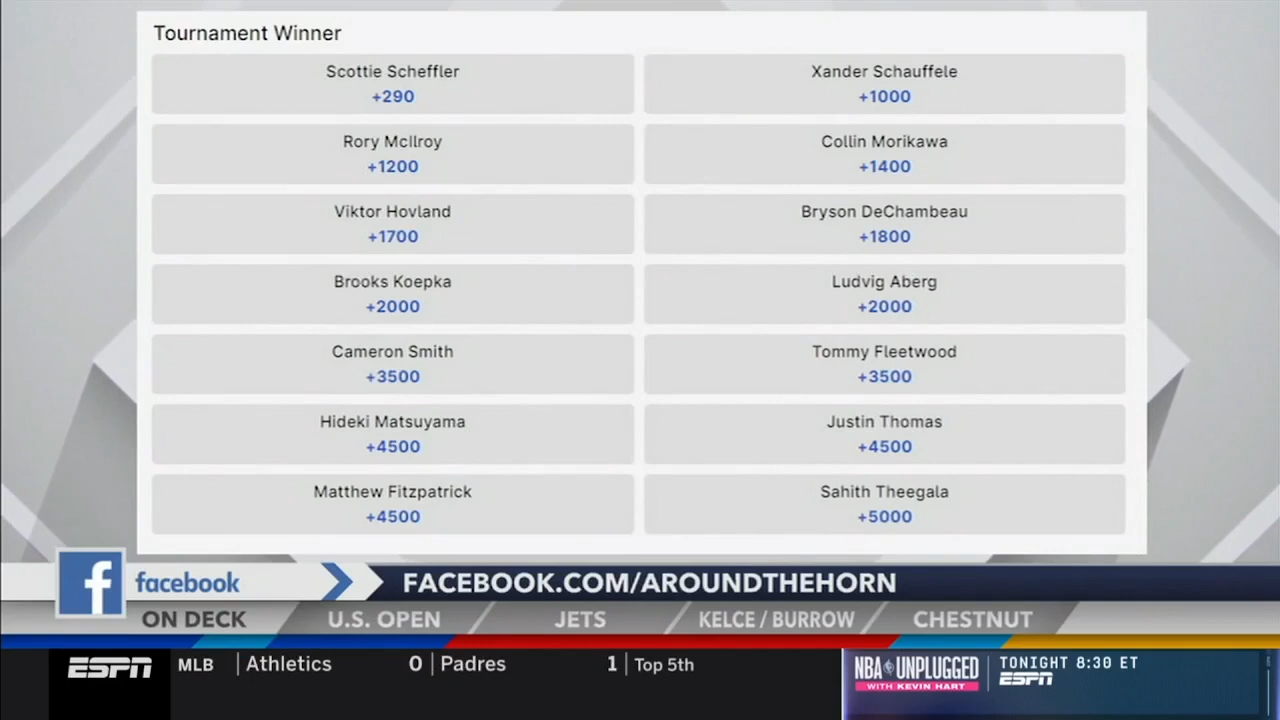 Tournament Winner
Scottie Scheffler
+290
Xander Schauffele
+1000
Rory McIlroy
+1200
Collin Morikawa
+1400
Viktor Hovland
+1700
Bryson DeChambeau
+1800
Brooks Koepka
+2000
Ludvig Aberg
+2000
Cameron Smith
+3500
Tommy Fleetwood
+3500
Hideki Matsuyama
+4500
Justin Thomas
+4500
Matthew Fitzpatrick
+4500
Sahith Theegala
+5000
f facebook FACEBOOK.COM/AROUNDTHEHORN
ON DECK U.S. OPEN JETS KELCE / BURROW CHESTNUT
ESPN MLB Athletics 0 Padres 1 Top 5th
NBA UNPLUGGED
WITH KEVIN HART
TONIGHT 8:30 ET
ESPN